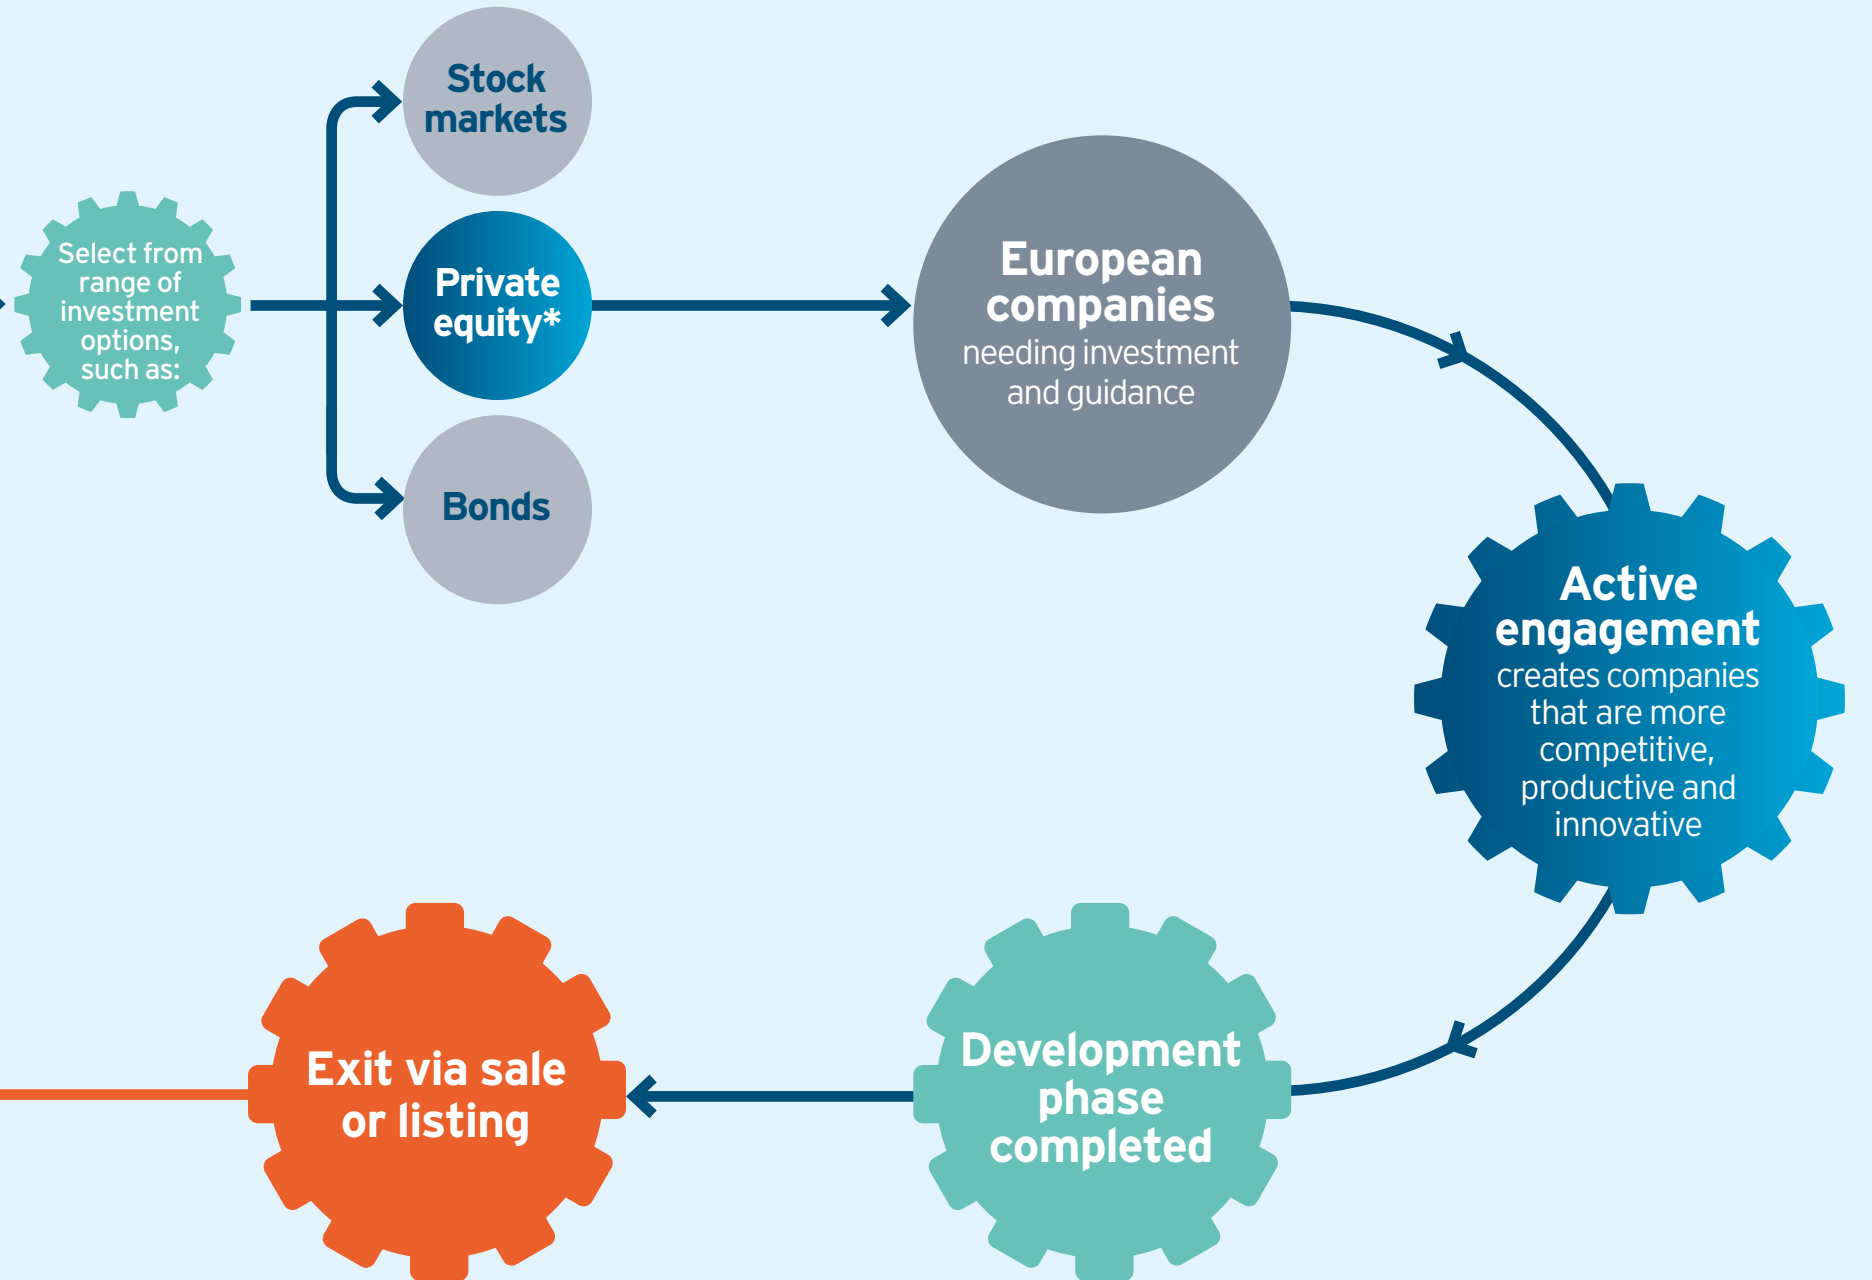 Select from
range of
investment
options,
such as:
Stock
markets
Private
equity*
Bonds
European
companies
needing investment
and guidance
Active
engagement
creates companies
that are more
competitive,
productive and
innovative
Development
phase
completed
Exit via sale
or listing